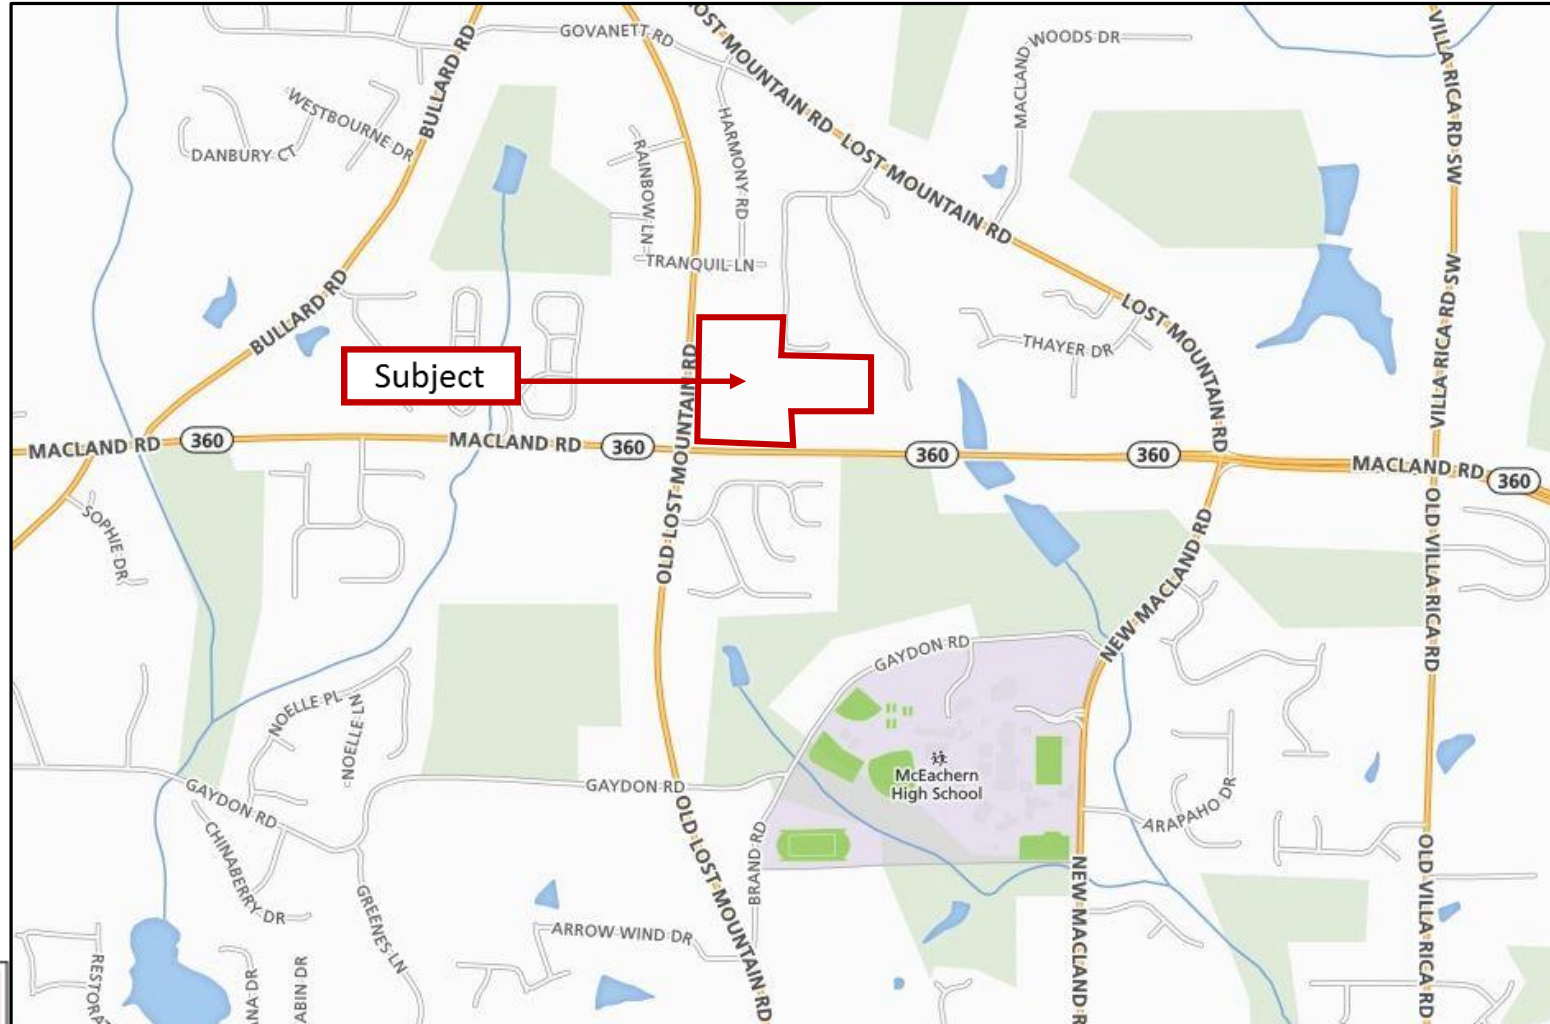 GOVANETT RD
LOST MOUNTAIN RD
LOST MOUNTAIN RD
WOODS DR
MACLAND
VILLA RICA RD SW
BULLARD RD
WESTBOURNE DR
DANBURY CT
RAINBOW LN
HARMONY RD
TRANQUIL LN
BULLARD RD
VILLA RICA RD SW
LOST MOUNTAIN RD
THAYER DR
Subject
OLD LOST MOUNTAIN RD
MACLAND RD
360
MACLAND RD
360
360
360
MACLAND RD
360
SOPHIE DR
NEW MACLAND RD
OLD VILLA RICA RD
GAYDON RD
NOELLE PL
NOELLE LN
McEachern
High School
GAYDON RD
GAYDON RD
ARAPAHO DR
CHINABERRY DR
OLD LOST MOUNTAIN RD
BRAND RD
NEW MACLAND R
OLD VILLA RICA RD
GREENES LN
ARROW WIND DR
RESTORA
NA DR
ABIN DR